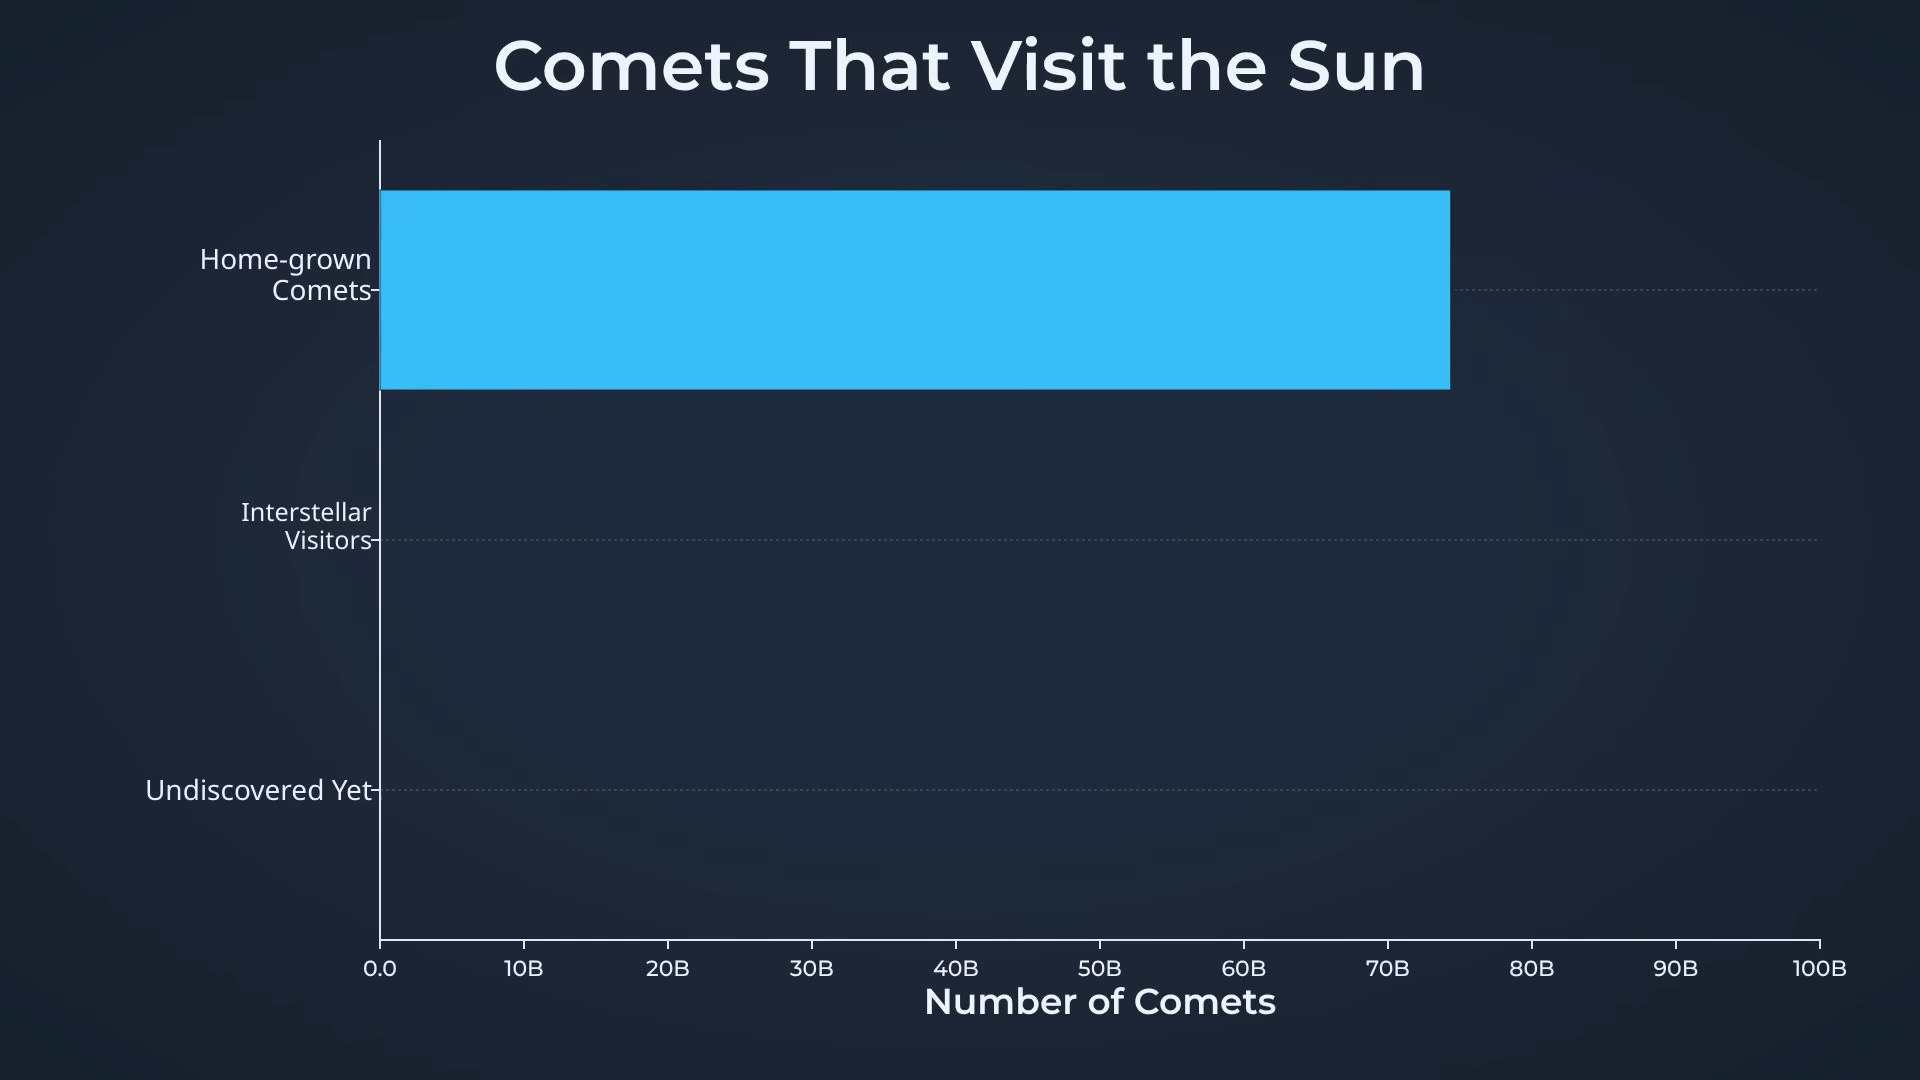 Comets That Visit the Sun
Home-grown
Comets
Interstellar
Visitors
Undiscovered Yet
0.0 10B 20B 30B 40B 50B 60B 70B 80B 90B 100B
Number of Comets